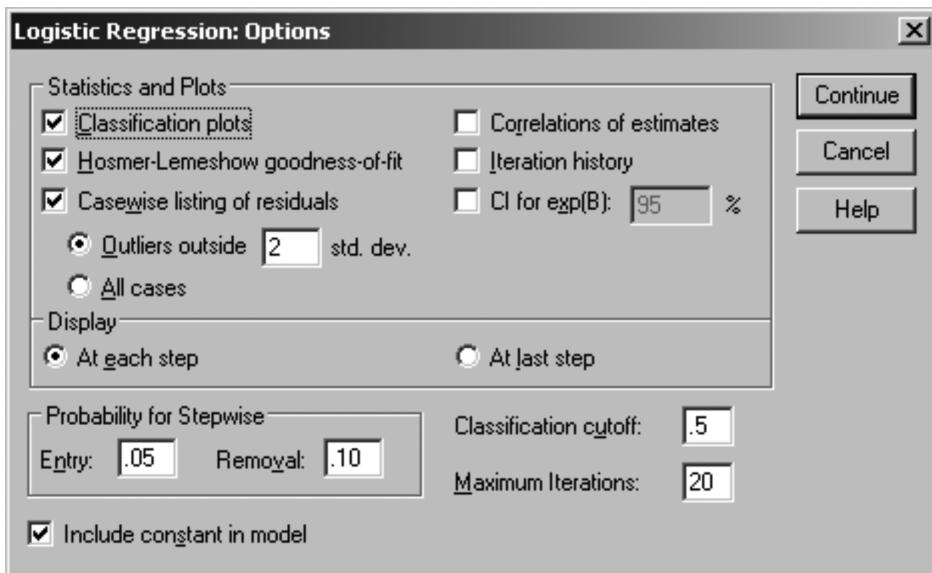 Logistic Regression: Options
Statistics and Plots
Classification plots
Correlations of estimates
Hosmer-Lemeshow goodness-of-fit
Iteration history
Casewise listing of residuals
CI for exp(B): 95 %
Outliers outside 2 std. dev.
All cases
Continue
Cancel
Help
Display
At each step
At last step
Probability for Stepwise
Entry: .05 Removal: .10
Classification cutoff: .5
Maximum Iterations: 20
Include constant in model